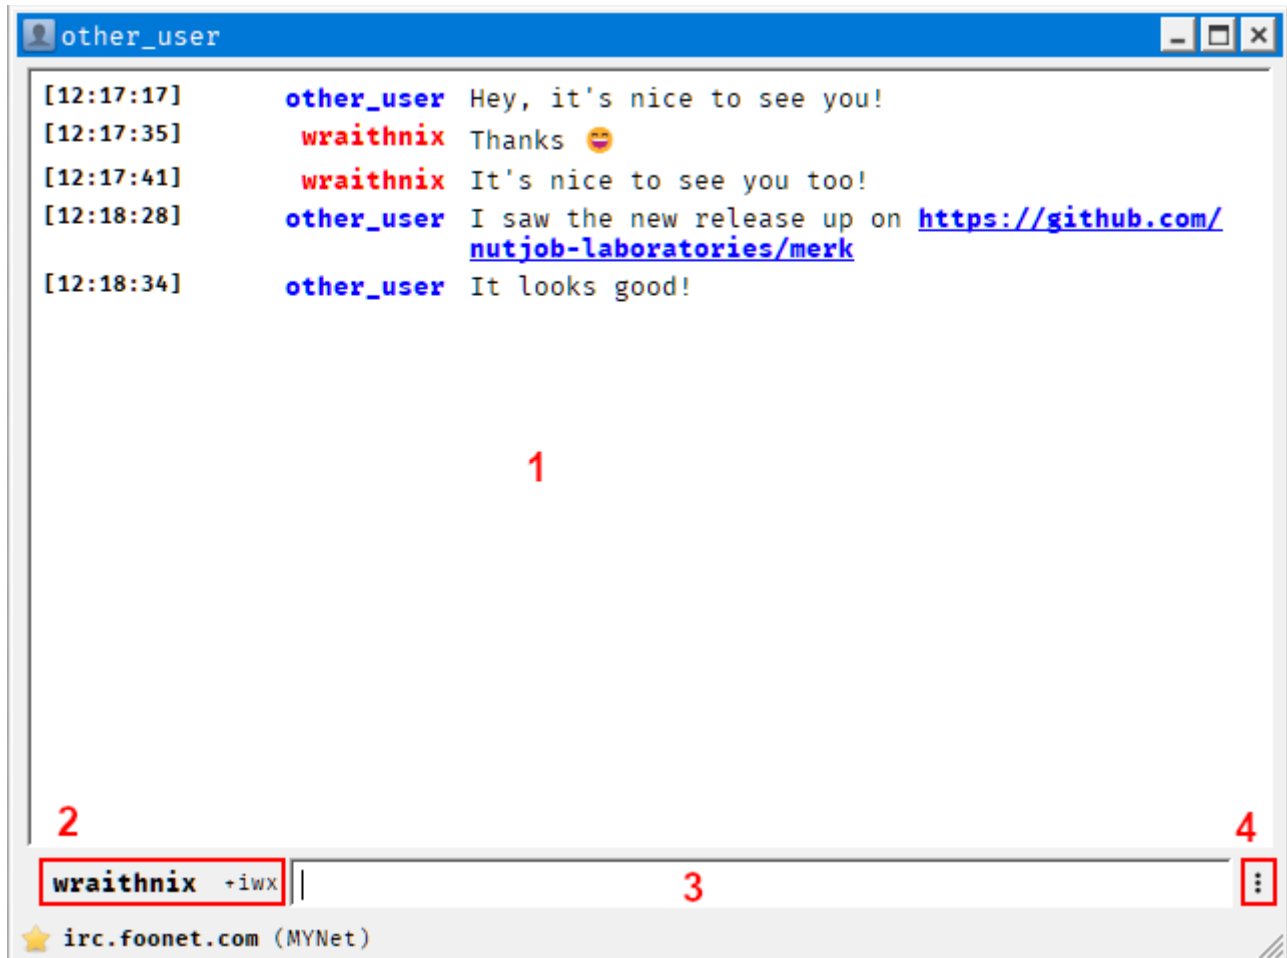 other_user
[12:17:17] other_user Hey, it's nice to see you!
[12:17:35] wraithnix Thanks 😄
[12:17:41] wraithnix It's nice to see you too!
[12:18:28] other_user I saw the new release up on https://github.com/
nutjob-laboratories/merk
[12:18:34] other_user It looks good!
1
2
4
wraithnix +iwx 3
irc.foonet.com (MYNet)